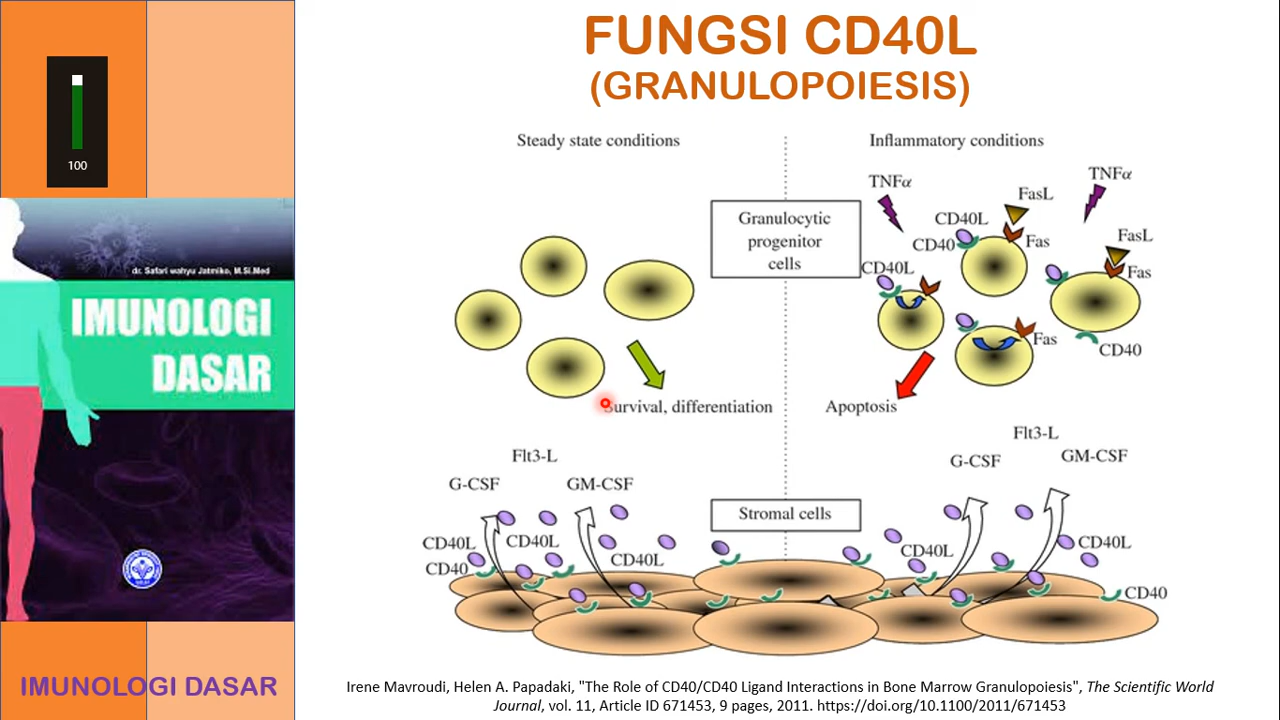 FUNGSI CD40L
(GRANULOPOIESIS)
100
dr. Safari wahyu Jatmiko, M.Si.Med
IMUNOLOGI
DASAR
IMUNOLOGI DASAR
Steady state conditions
Inflammatory conditions
Granulocytic
progenitor
cells
TNFα
TNFα
FasL
CD40L
CD40
Fas
FasL
Fas
CD40L
Fas
CD40
Survival, differentiation
Apoptosis
Flt3-L
G-CSF
GM-CSF
Flt3-L
G-CSF
GM-CSF
Stromal cells
CD40L
CD40L
CD40
CD40L
CD40L
CD40L
CD40
Irene Mavroudi, Helen A. Papadaki, "The Role of CD40/CD40 Ligand Interactions in Bone Marrow Granulopoiesis", The Scientific World
Journal, vol. 11, Article ID 671453, 9 pages, 2011. https://doi.org/10.1100/2011/671453